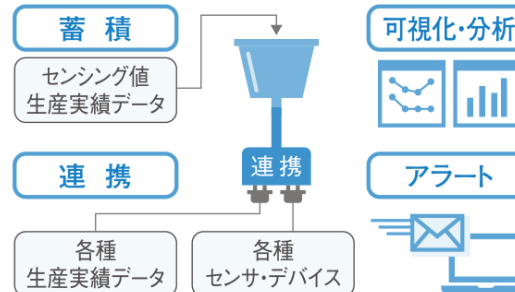 蓄積
センシング値
生産実績データ
可視化・分析
連携
連携
アラート
各種
生産実績データ
各種
センサ・デバイス